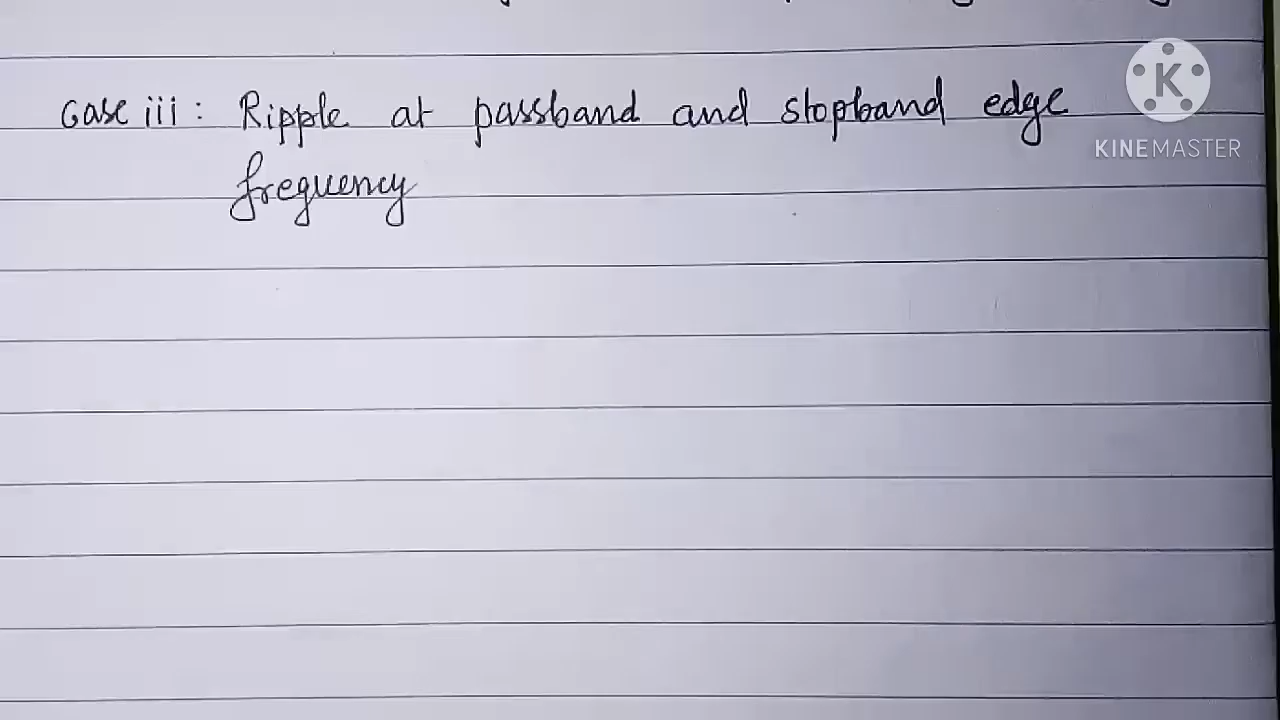 Case iii : Ripple at passband and stopband edge
frequency
K
KINEMASTER